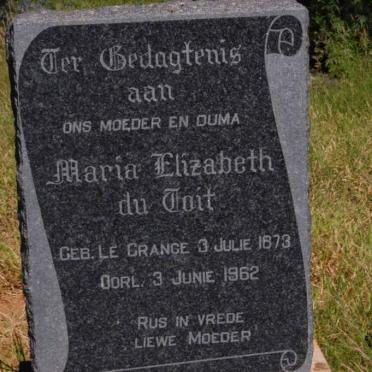 Ter Gedagtenis
aan
ONS MOEDER EN OUMA
Maria Elizabeth
du Toit
GEB. LE GRANGE 3 JULIE 1873
OORL. 3 JUNIE 1962
RUS IN VREDE
LIEWE MOEDER